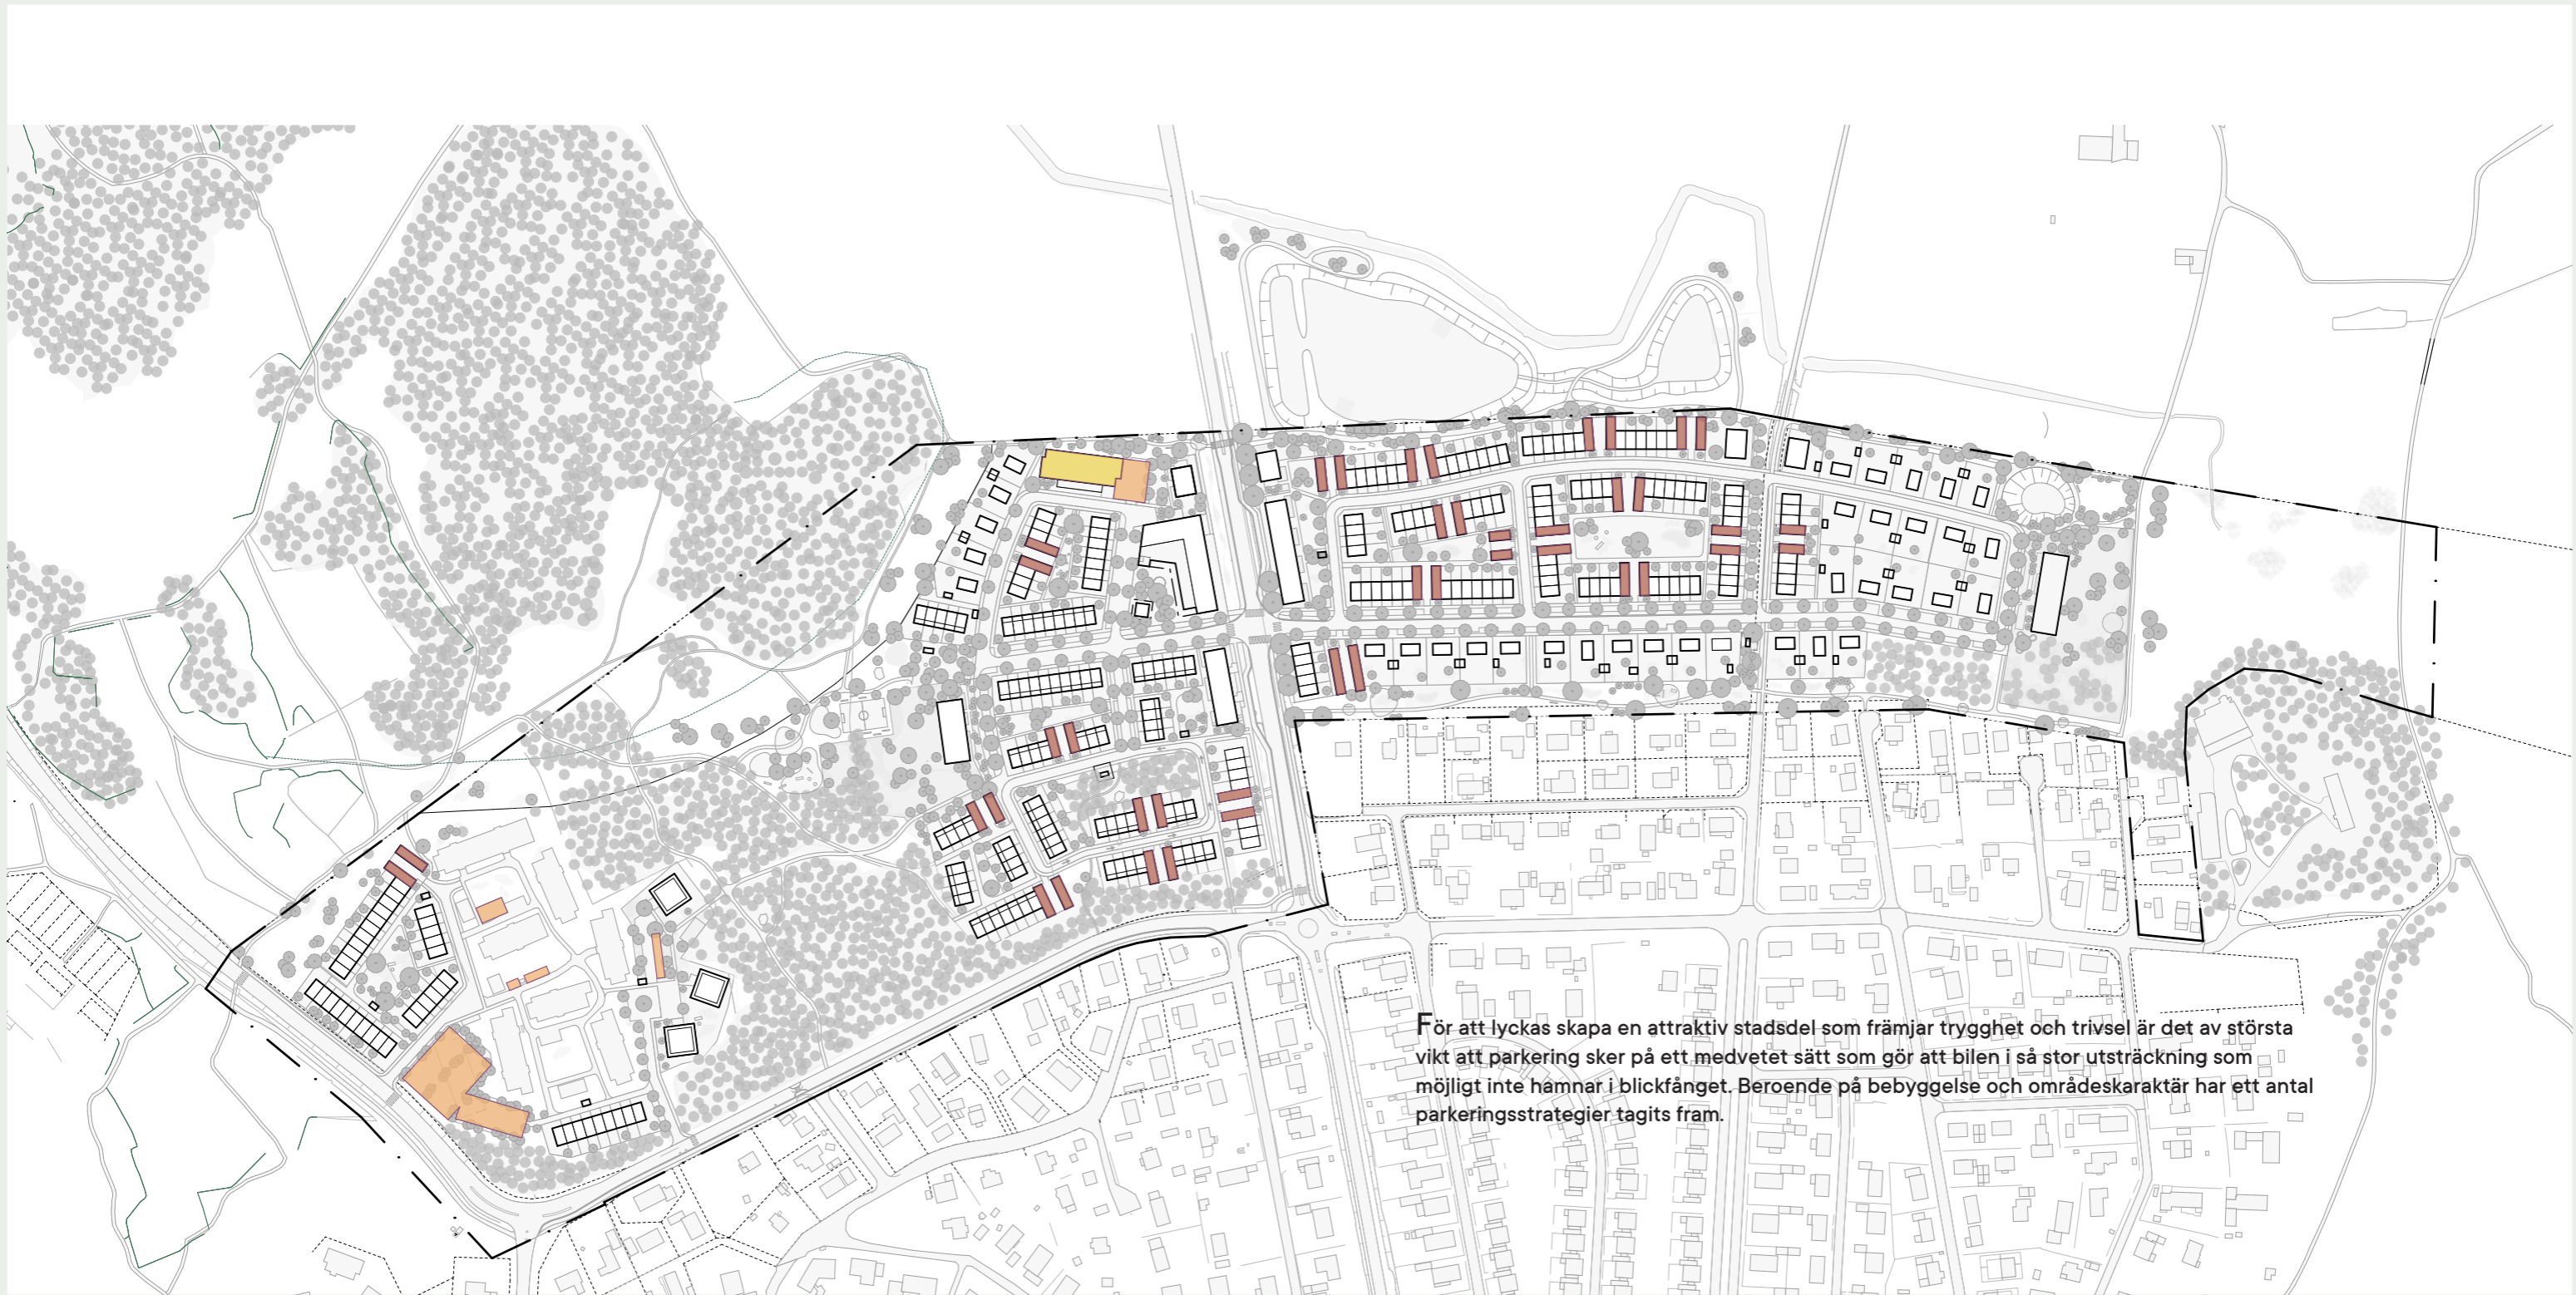 För att lyckas skapa en attraktiv stadsdel som främjar trygghet och trivsel är det av största
vikt att parkering sker på ett medvetet sätt som gör att bilen i så stor utsträckning som
möjligt inte hamnar i blickfånget. Beroende på bebyggelse och områdeskaraktär har ett antal
parkeringsstrategier tagits fram.